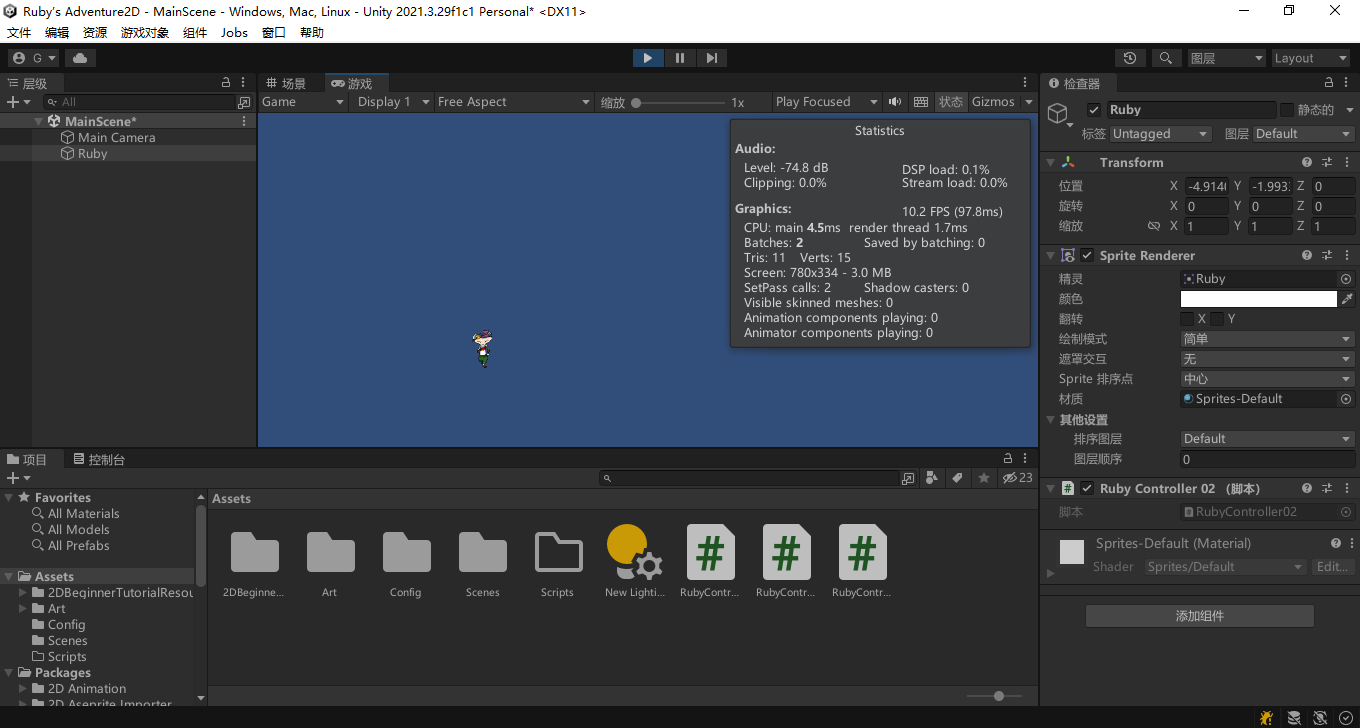 Ruby's Adventure2D - MainScene - Windows, Mac, Linux - Unity 2021.3.29f1c1 Personal* <DX11>
文件 编辑 资源 游戏对象 组件 Jobs 窗口 帮助
G 图层 Layout
层级
All
MainScene*
Main Camera
Ruby
场景 游戏
Game Display 1 Free Aspect 缩放 1x Play Focused 状态 Gizmos
Statistics
Audio:
Level: -74.8 dB DSP load: 0.1%
Clipping: 0.0% Stream load: 0.0%
Graphics: 10.2 FPS (97.8ms)
CPU: main 4.5ms render thread 1.7ms
Batches: 2 Saved by batching: 0
Tris: 11 Verts: 15
Screen: 780x334 - 3.0 MB
SetPass calls: 2 Shadow casters: 0
Visible skinned meshes: 0
Animation components playing: 0
Animator components playing: 0
检查器
Ruby 静态的
标签 Untagged 图层 Default
Transform
位置 X -4.914 Y -1.993 Z 0
旋转 X 0 Y 0 Z 0
缩放 X 1 Y 1 Z 1
Sprite Renderer
精灵 Ruby
颜色
翻转 X Y
绘制模式 简单
遮罩交互 无
Sprite 排序点 中心
材质 Sprites-Default
其他设置
排序图层 Default
图层顺序 0
# Ruby Controller 02 （脚本）
脚本 RubyController02
Sprites-Default (Material)
Shader Sprites/Default Edit...
添加组件
项目 控制台
23
Favorites
All Materials
All Models
All Prefabs
Assets
2DBeginnerTutorialResou
Art
Config
Scenes
Scripts
Packages
2D Animation
2D Aseprite Importer
Assets
# # #
2DBeginne... Art Config Scenes Scripts New Lighti... RubyContr... RubyContr... RubyContr...